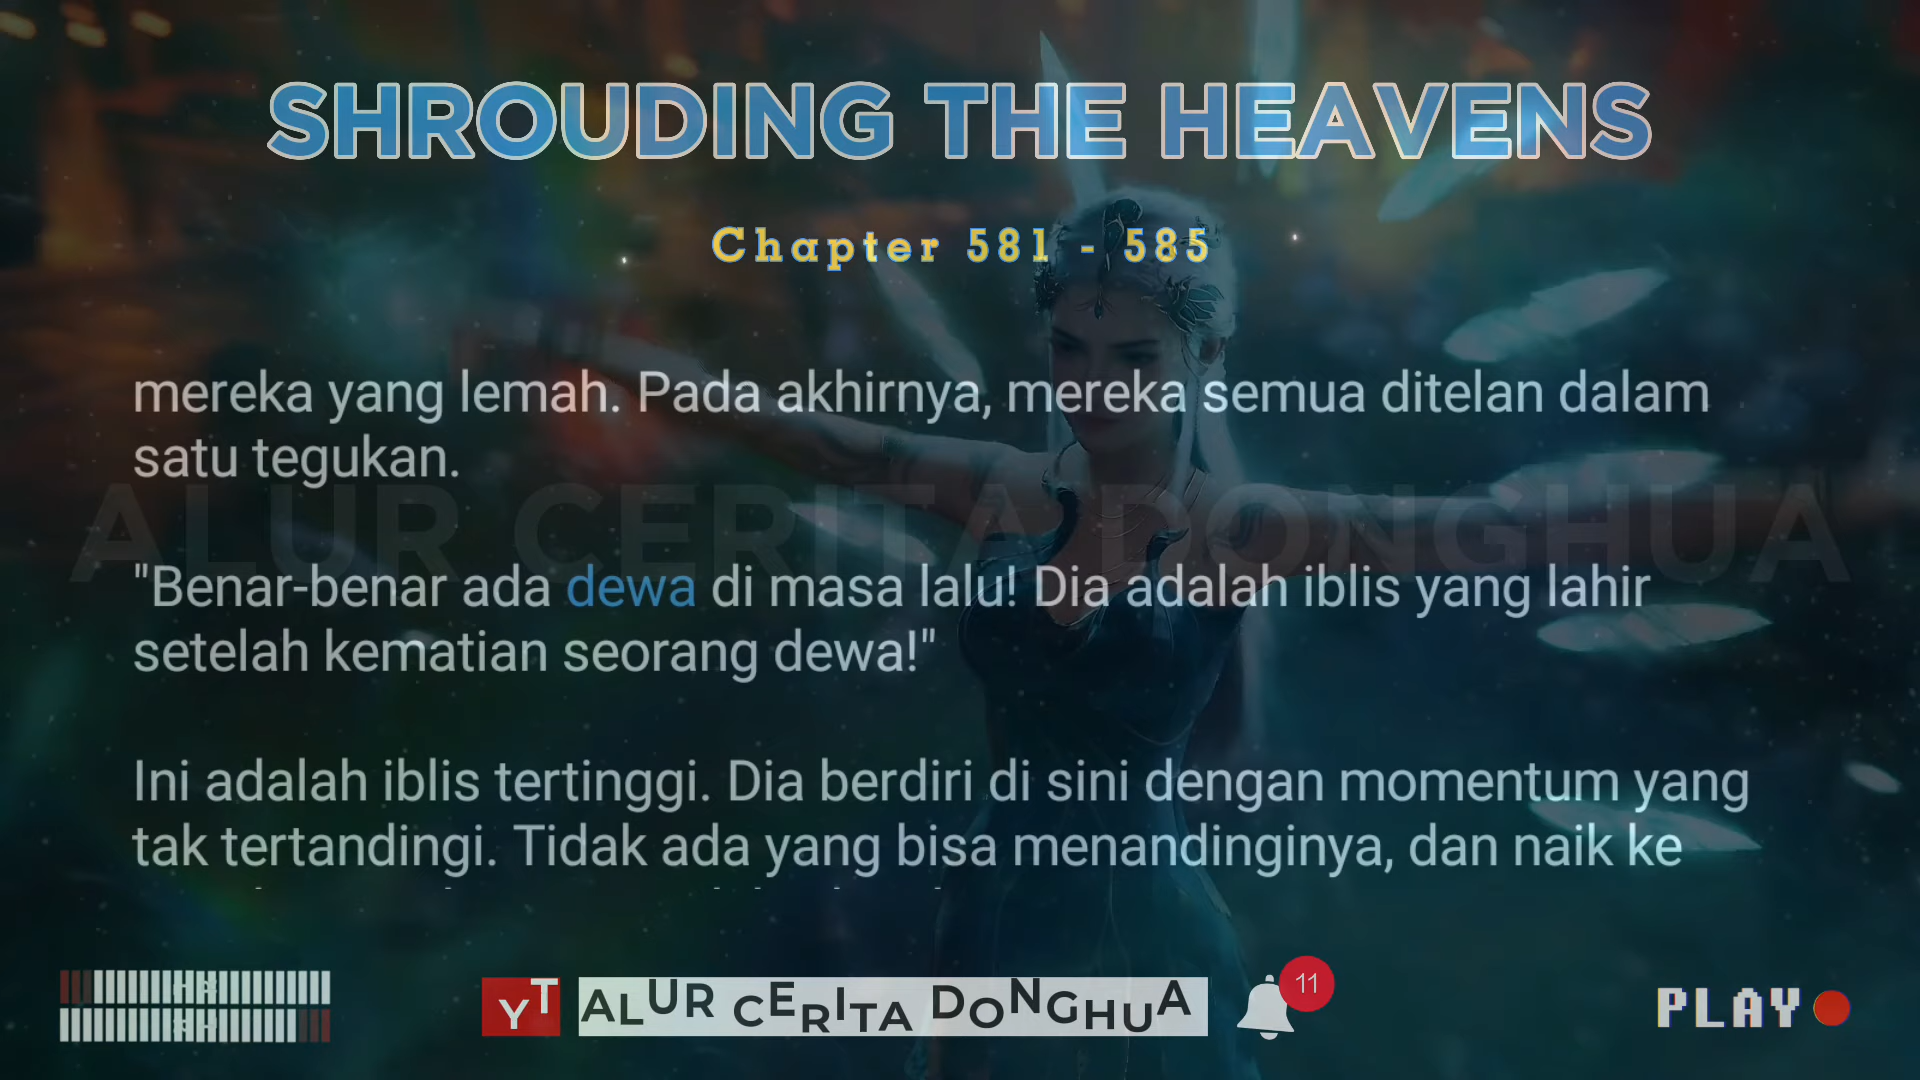 SHROUDING THE HEAVENS
Chapter 581 - 585
mereka yang lemah. Pada akhirnya, mereka semua ditelan dalam
satu tegukan.
ALUR CERITA DONGHUA
"Benar-benar ada dewa di masa lalu! Dia adalah iblis yang lahir
setelah kematian seorang dewa!"
Ini adalah iblis tertinggi. Dia berdiri di sini dengan momentum yang
tak tertandingi. Tidak ada yang bisa menandinginya, dan naik ke
YT ALUR CERITA DONGHUA 11
PLAY